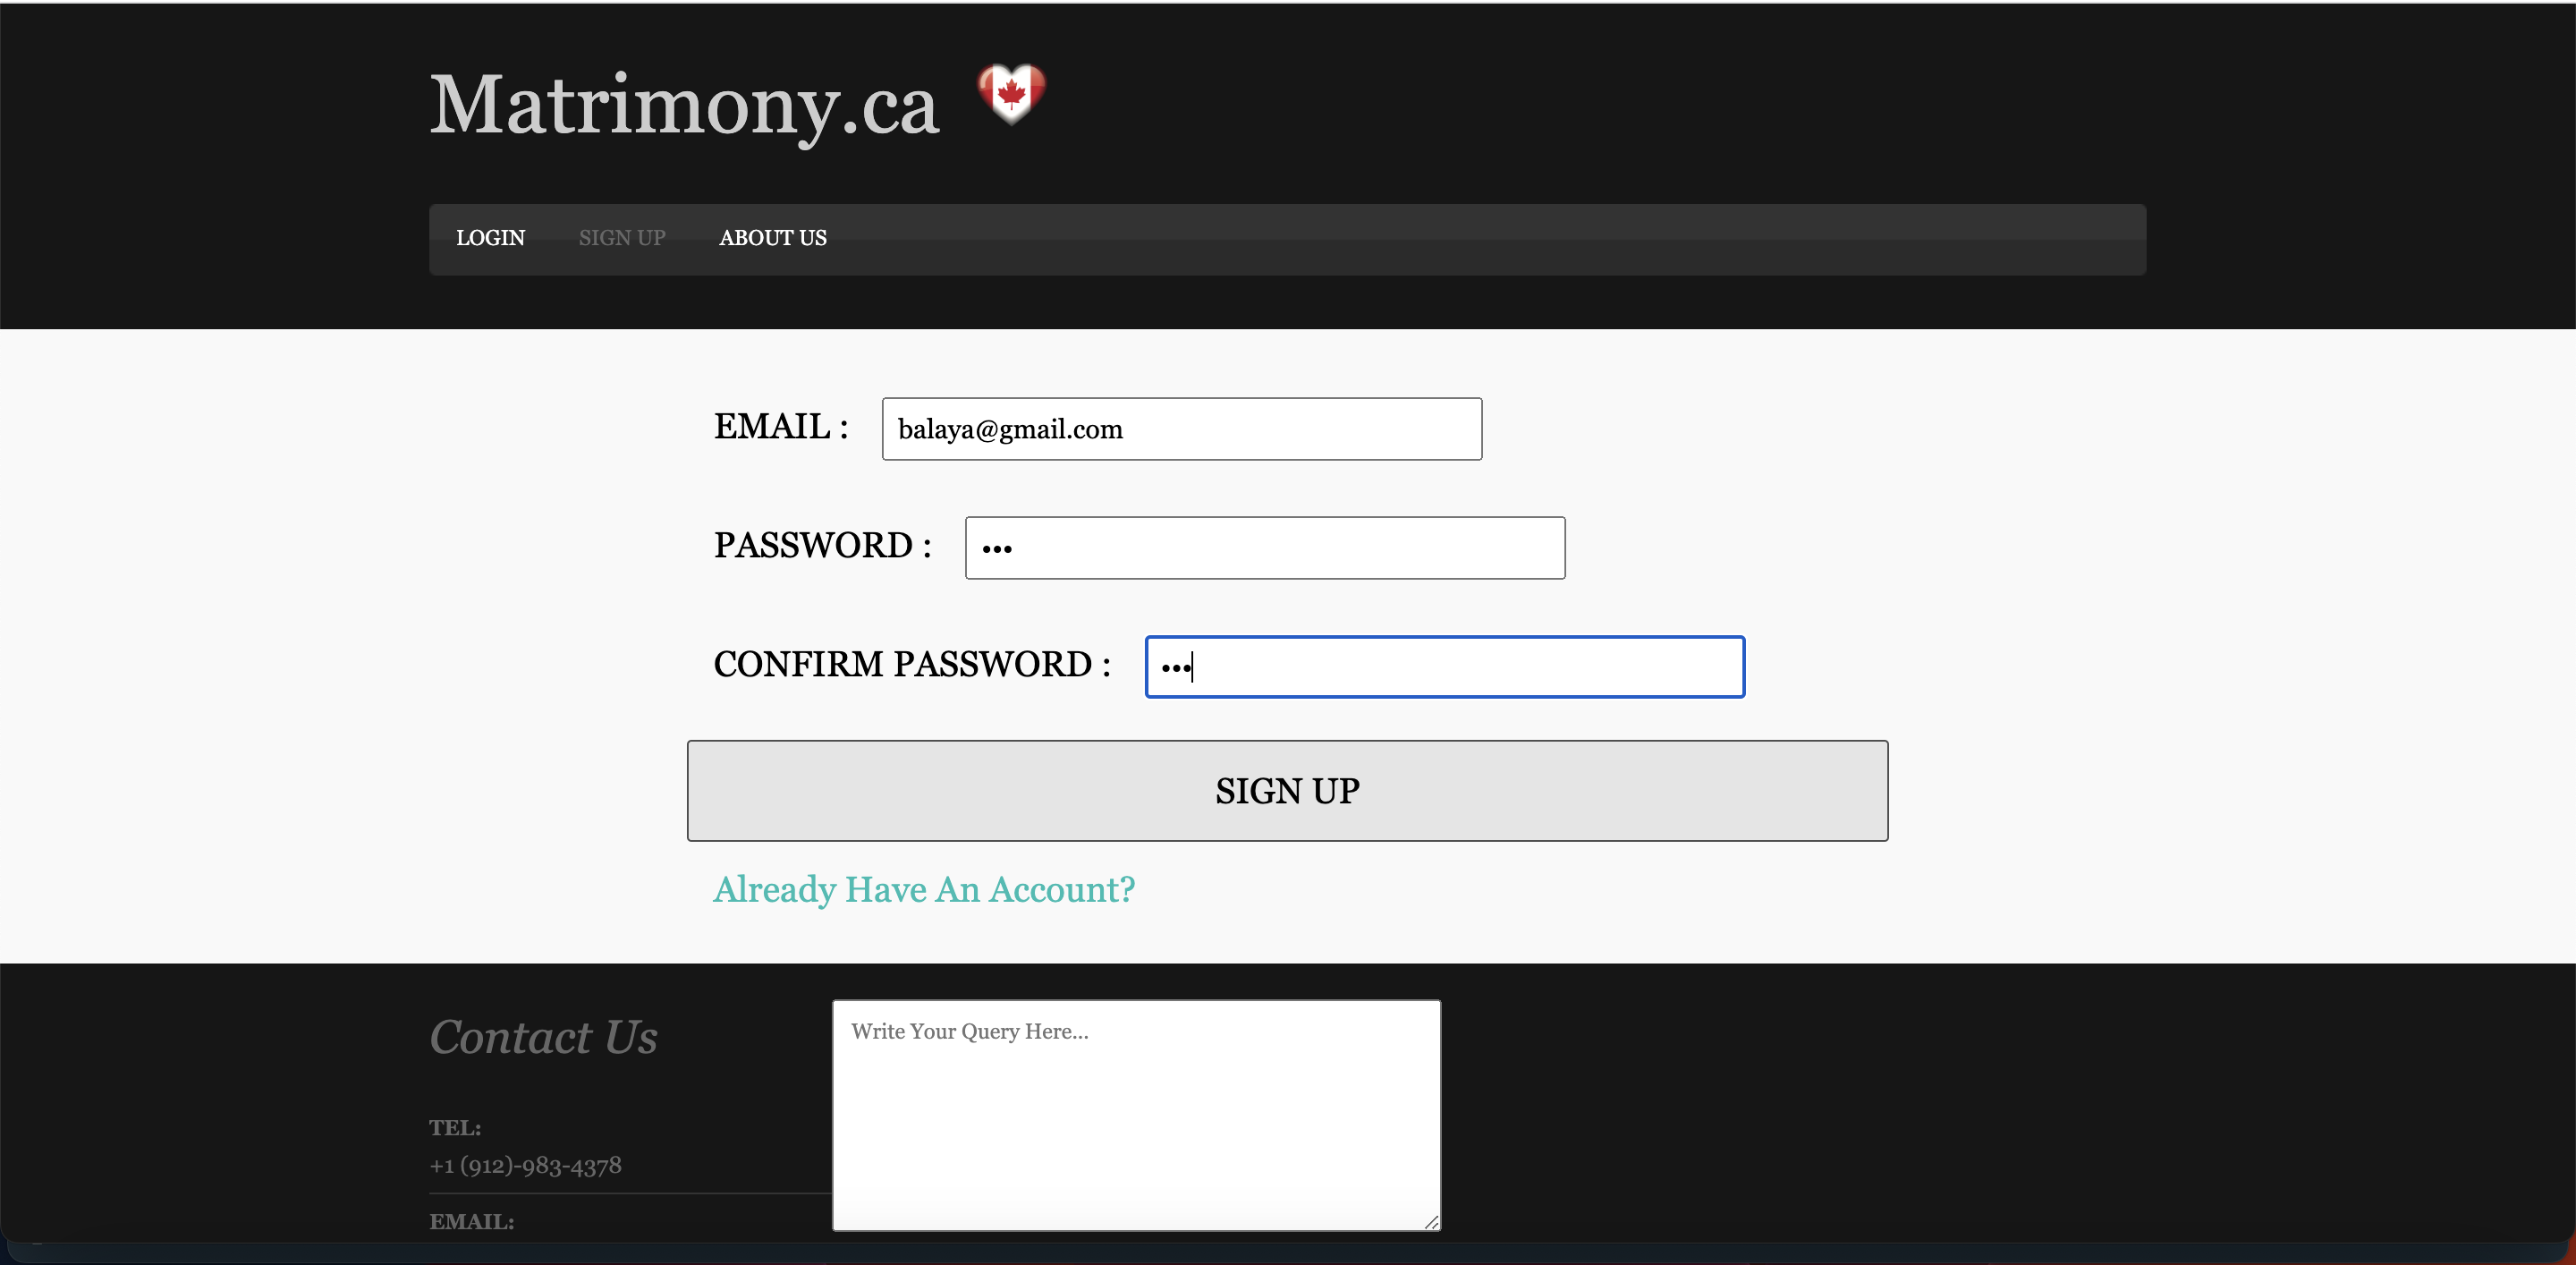 Matrimony.ca
LOGIN SIGN UP ABOUT US
EMAIL : balaya@gmail.com
PASSWORD : •••
CONFIRM PASSWORD : •••
SIGN UP
Already Have An Account?
Contact Us
Write Your Query Here...
TEL:
+1 (912)-983-4378
EMAIL: